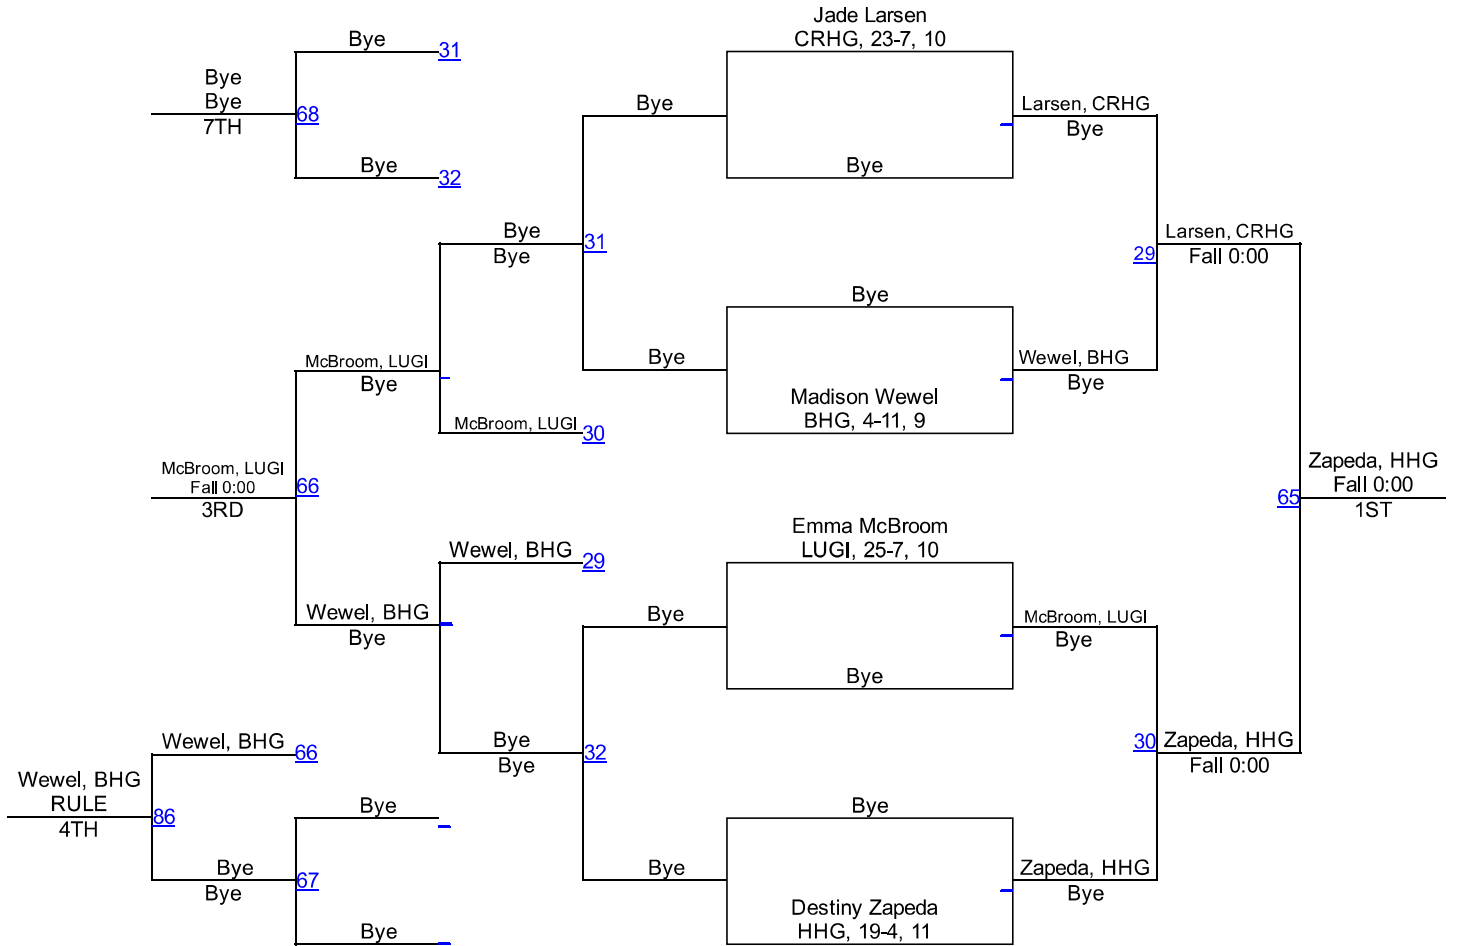 Jade Larsen
CRHG, 23-7, 10
Bye
31
Bye
Bye
7TH
68
Bye
Larsen, CRHG
Bye
Bye
32
Bye
Bye
Bye
31
Larsen, CRHG
Fall 0:00
29
Bye
McBroom, LUGI
Bye
Bye
Wewel, BHG
Bye
Madison Wewel
BHG, 4-11, 9
McBroom, LUGI
30
McBroom, LUGI
Fall 0:00
3RD
66
Zapeda, HHG
Fall 0:00
1ST
65
Emma McBroom
LUGI, 25-7, 10
Wewel, BHG
29
Wewel, BHG
Bye
Bye
McBroom, LUGI
Bye
Bye
Wewel, BHG
66
Bye
Bye
32
30
Zapeda, HHG
Fall 0:00
Wewel, BHG
RULE
4TH
86
Bye
Bye
Bye
Bye
67
Bye
Zapeda, HHG
Bye
Destiny Zapeda
HHG, 19-4, 11
Bye